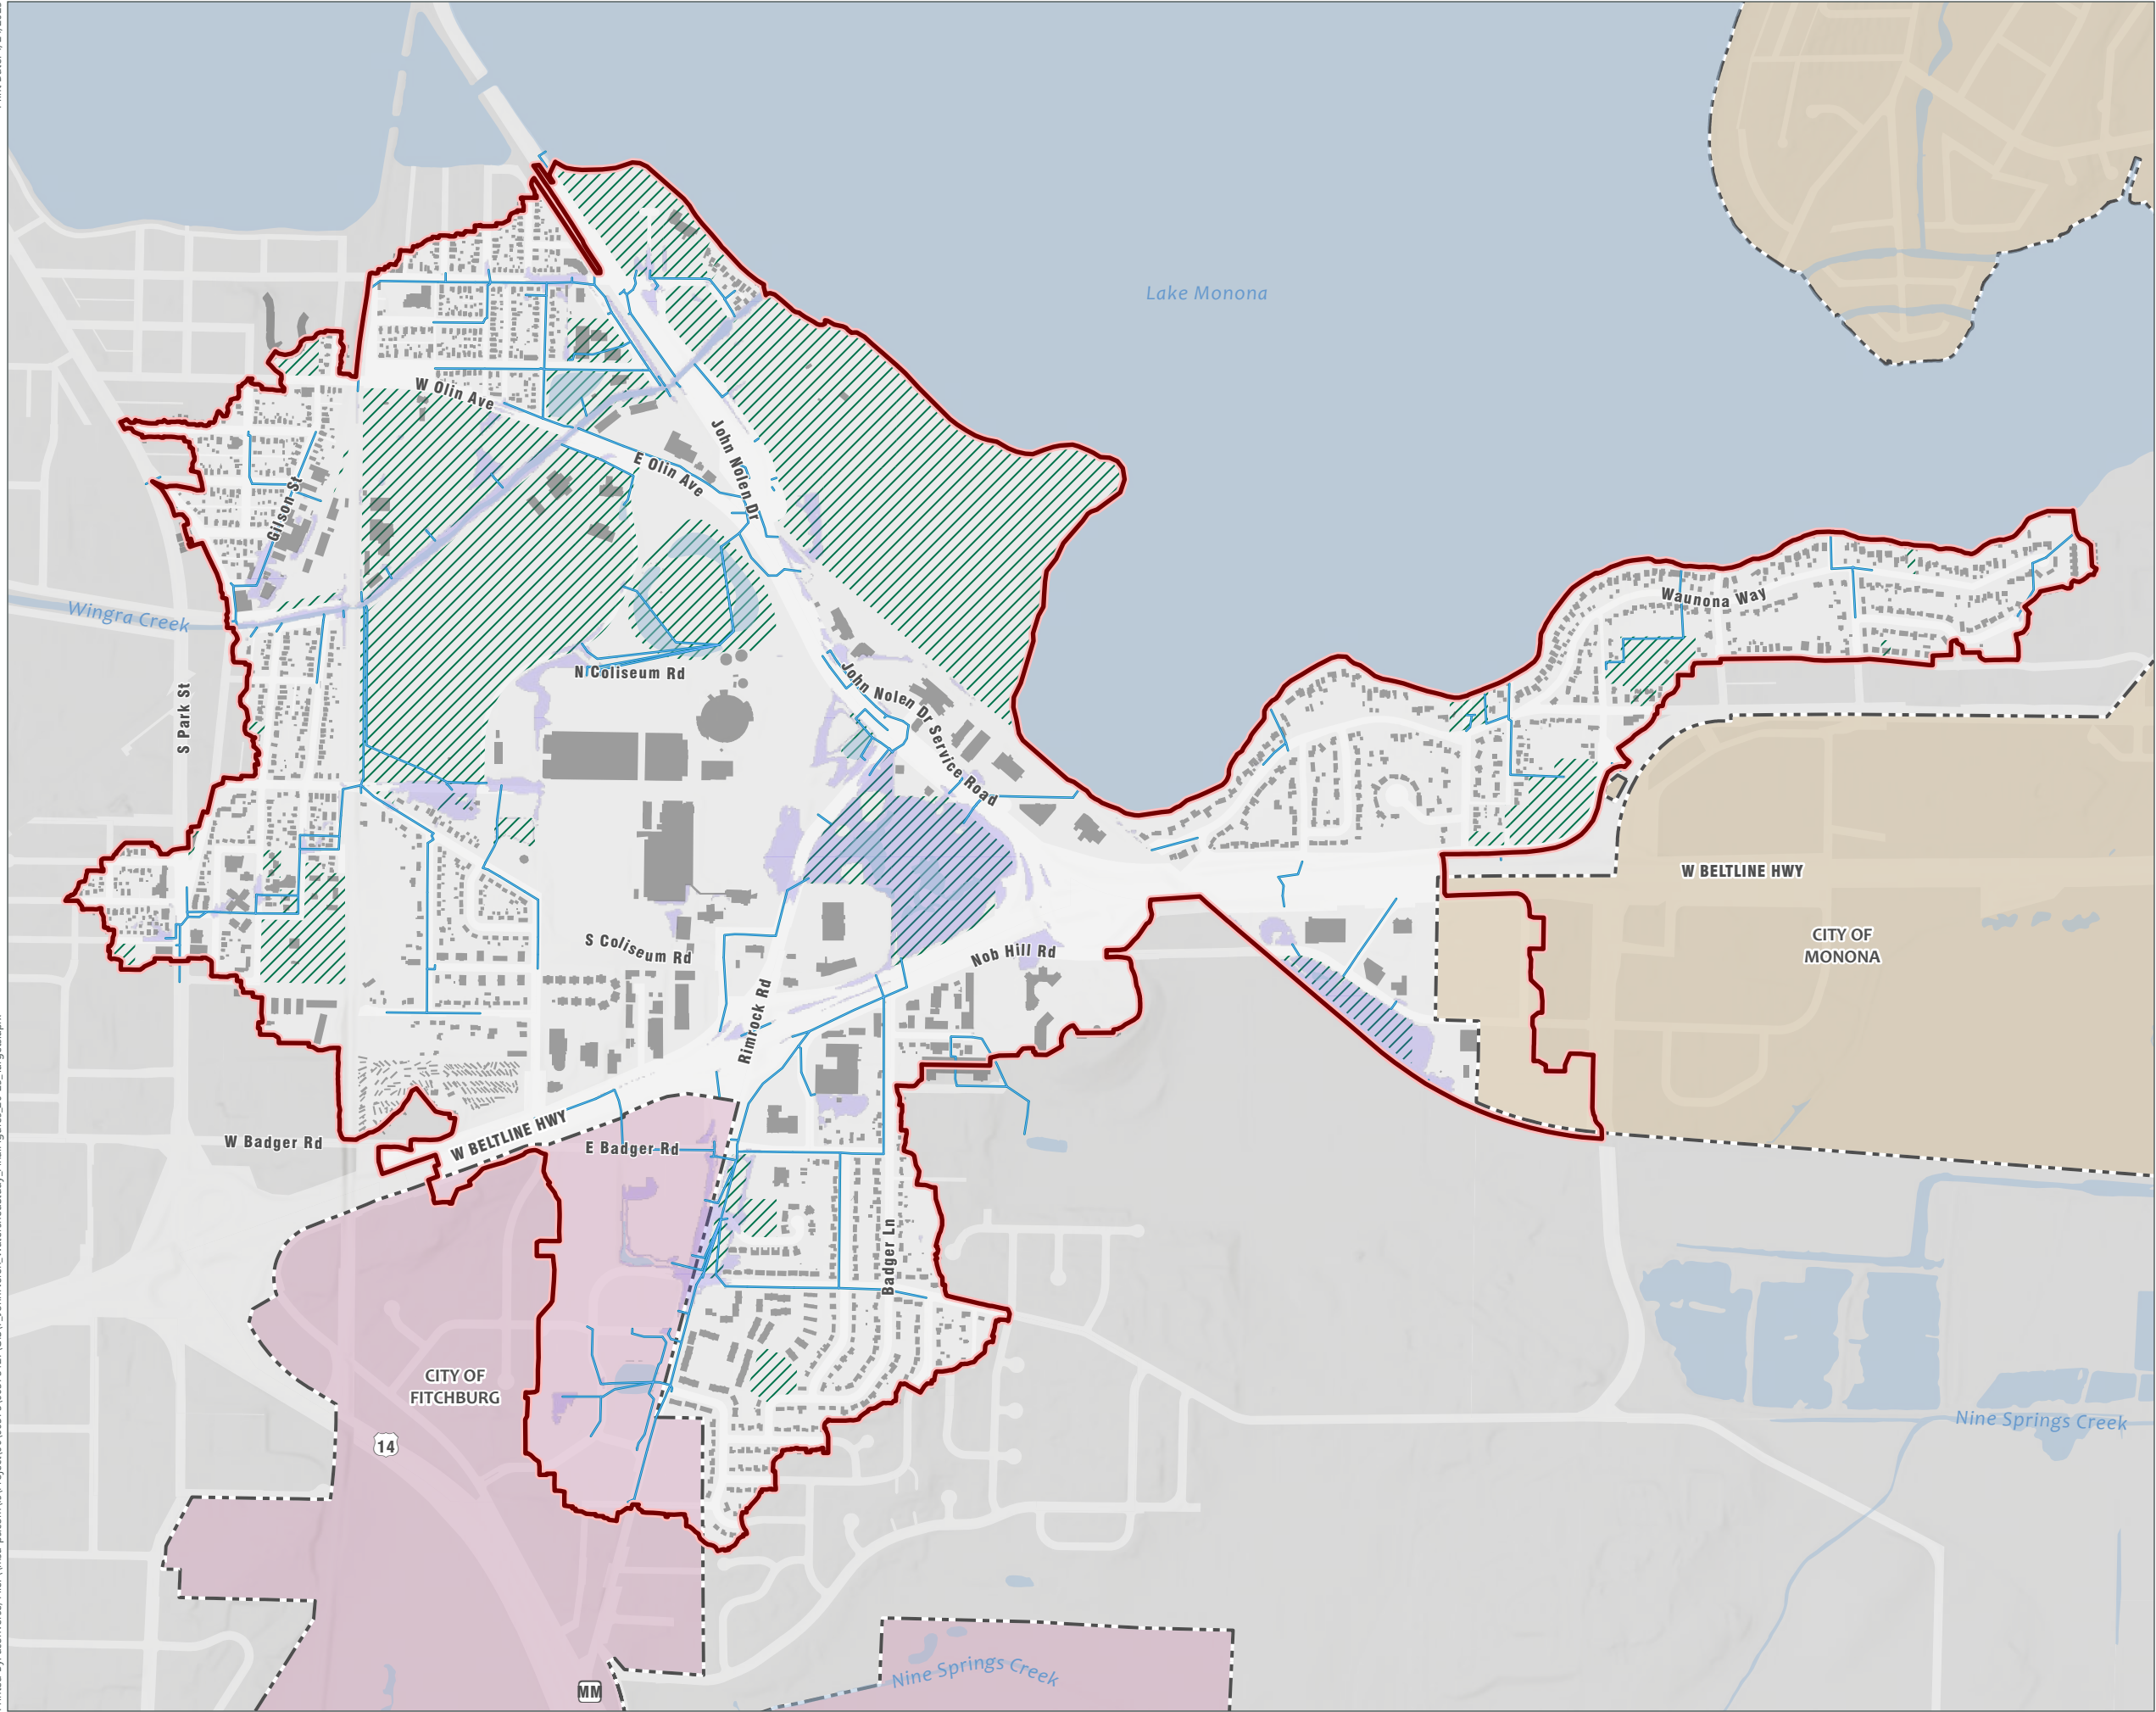 Lake Monona
W Olin Ave
John Nolen Dr
E Olin Ave
Gilson St
Wingra Creek
Waunona Way
N Coliseum Rd
John Nolen Dr Service Road
S Park St
W BELTLINE HWY
CITY OF
MONONA
S Coliseum Rd
Nob Hill Rd
Rimrock Rd
W Badger Rd
W BELTLINE HWY
E Badger Rd
Badger Ln
CITY OF
FITCHBURG
14
Nine Springs Creek
Nine Springs Creek
MM